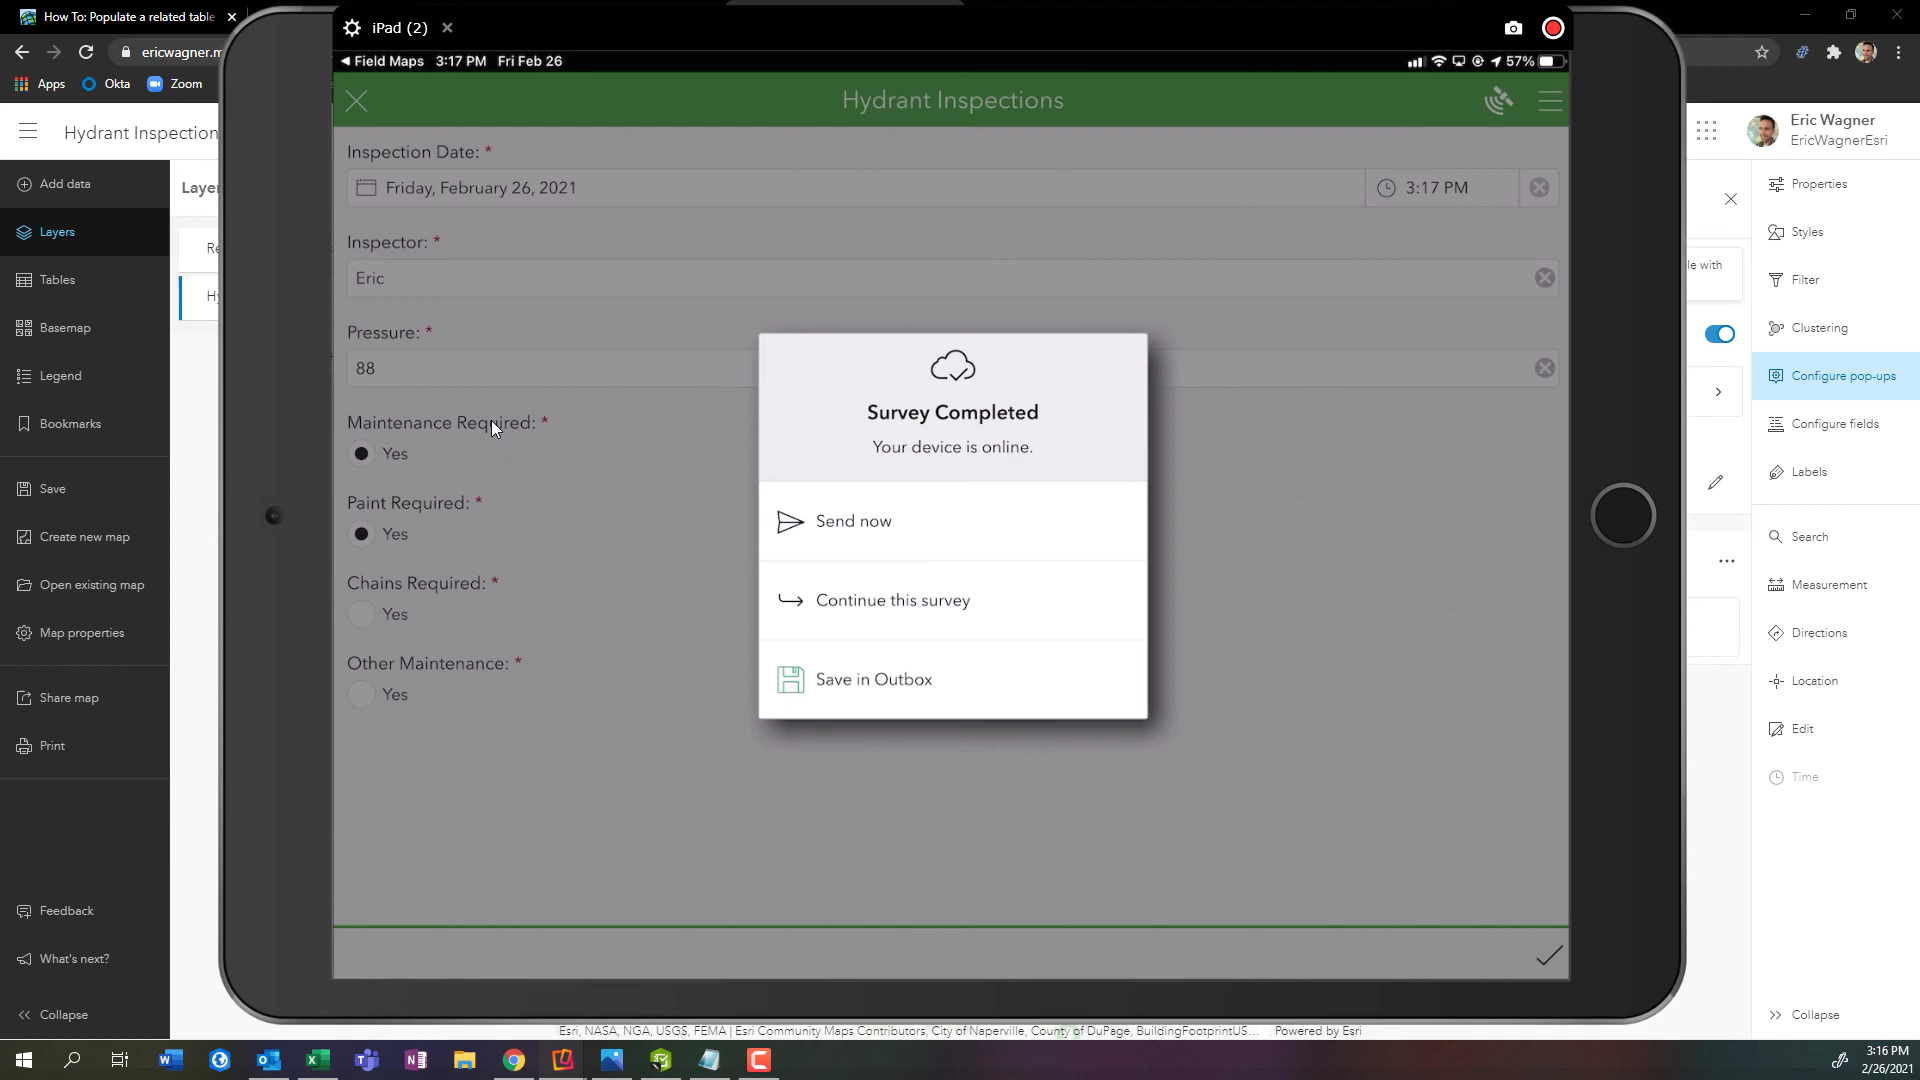 How To: Populate a related table
iPad (2)
ericwagner.m
Field Maps 3:17 PM Fri Feb 26
57%
Apps
Okta
Zoom
Hydrant Inspections
Hydrant Inspection
Eric Wagner
EricWagnerEsri
Add data
Layers
Tables
Basemap
Legend
Bookmarks
Save
Create new map
Open existing map
Map properties
Share map
Print
Feedback
What's next?
Collapse
Layer
Re
Hy
Inspection Date: *
Friday, February 26, 2021
3:17 PM
Inspector: *
Eric
Pressure: *
88
Maintenance Required: *
Yes
Paint Required: *
Yes
Chains Required: *
Yes
Other Maintenance: *
Yes
Survey Completed
Your device is online.
Send now
Continue this survey
Save in Outbox
le with
Properties
Styles
Filter
Clustering
Configure pop-ups
Configure fields
Labels
Search
Measurement
Directions
Location
Edit
Time
Collapse
Esri, NASA, NGA, USGS, FEMA | Esri Community Maps Contributors, City of Naperville, County of DuPage, BuildingFootprintUS... Powered by Esri
3:16 PM
2/26/2021